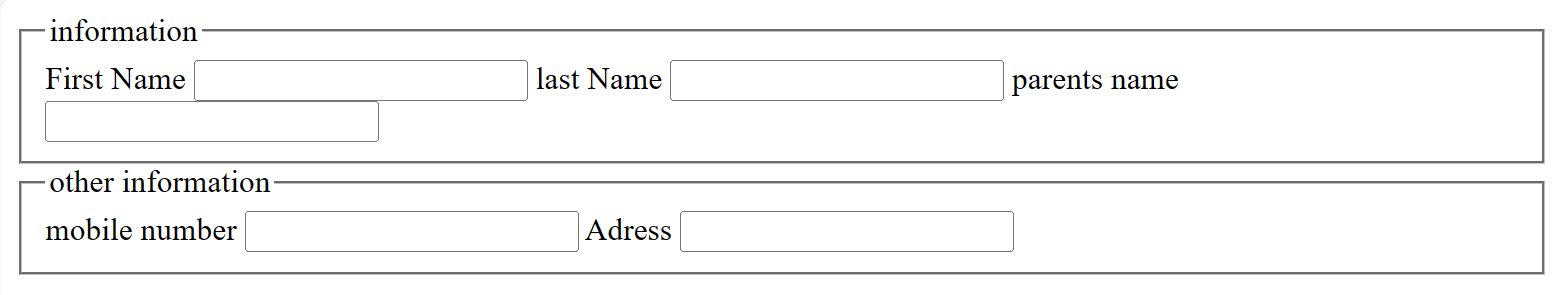 information
First Name last Name parents name
other information
mobile number Adress